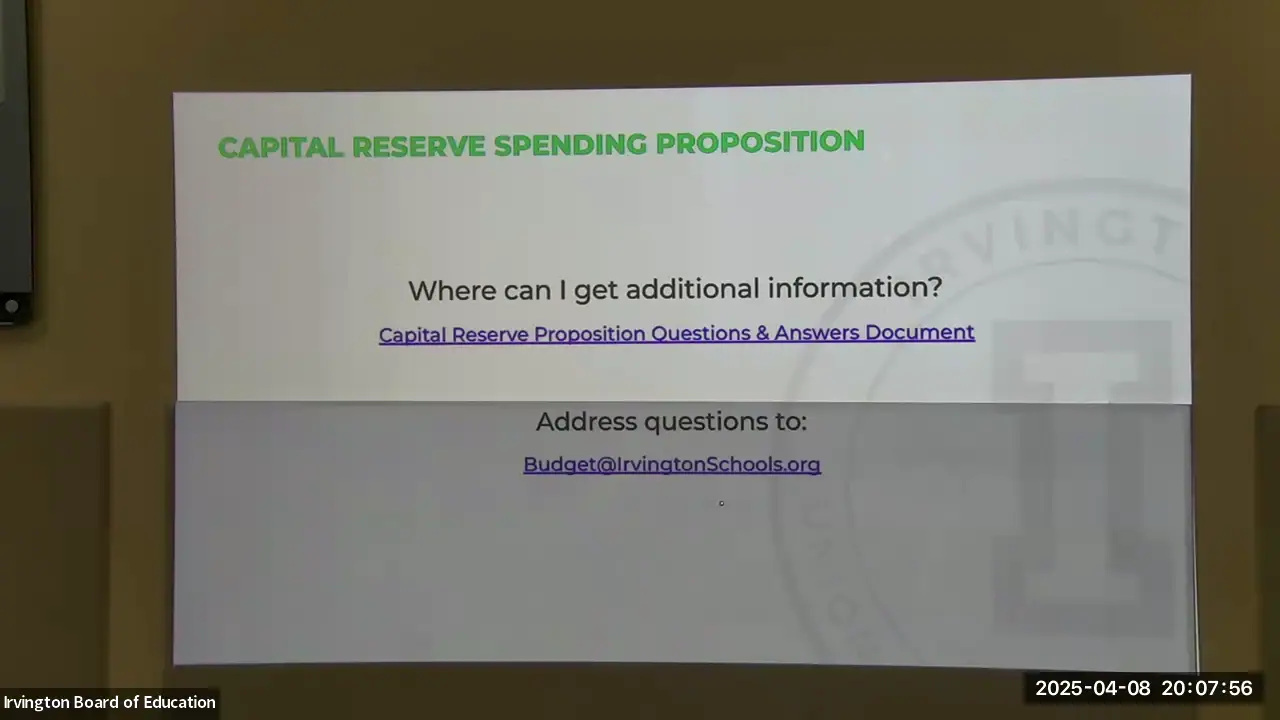 CAPITAL RESERVE SPENDING PROPOSITION
IRVINGT
Where can I get additional information?
Capital Reserve Proposition Questions & Answers Document
I
Address questions to:
Budget@IrvingtonSchools.org
Irvington Board of Education
2025-04-08 20:07:56